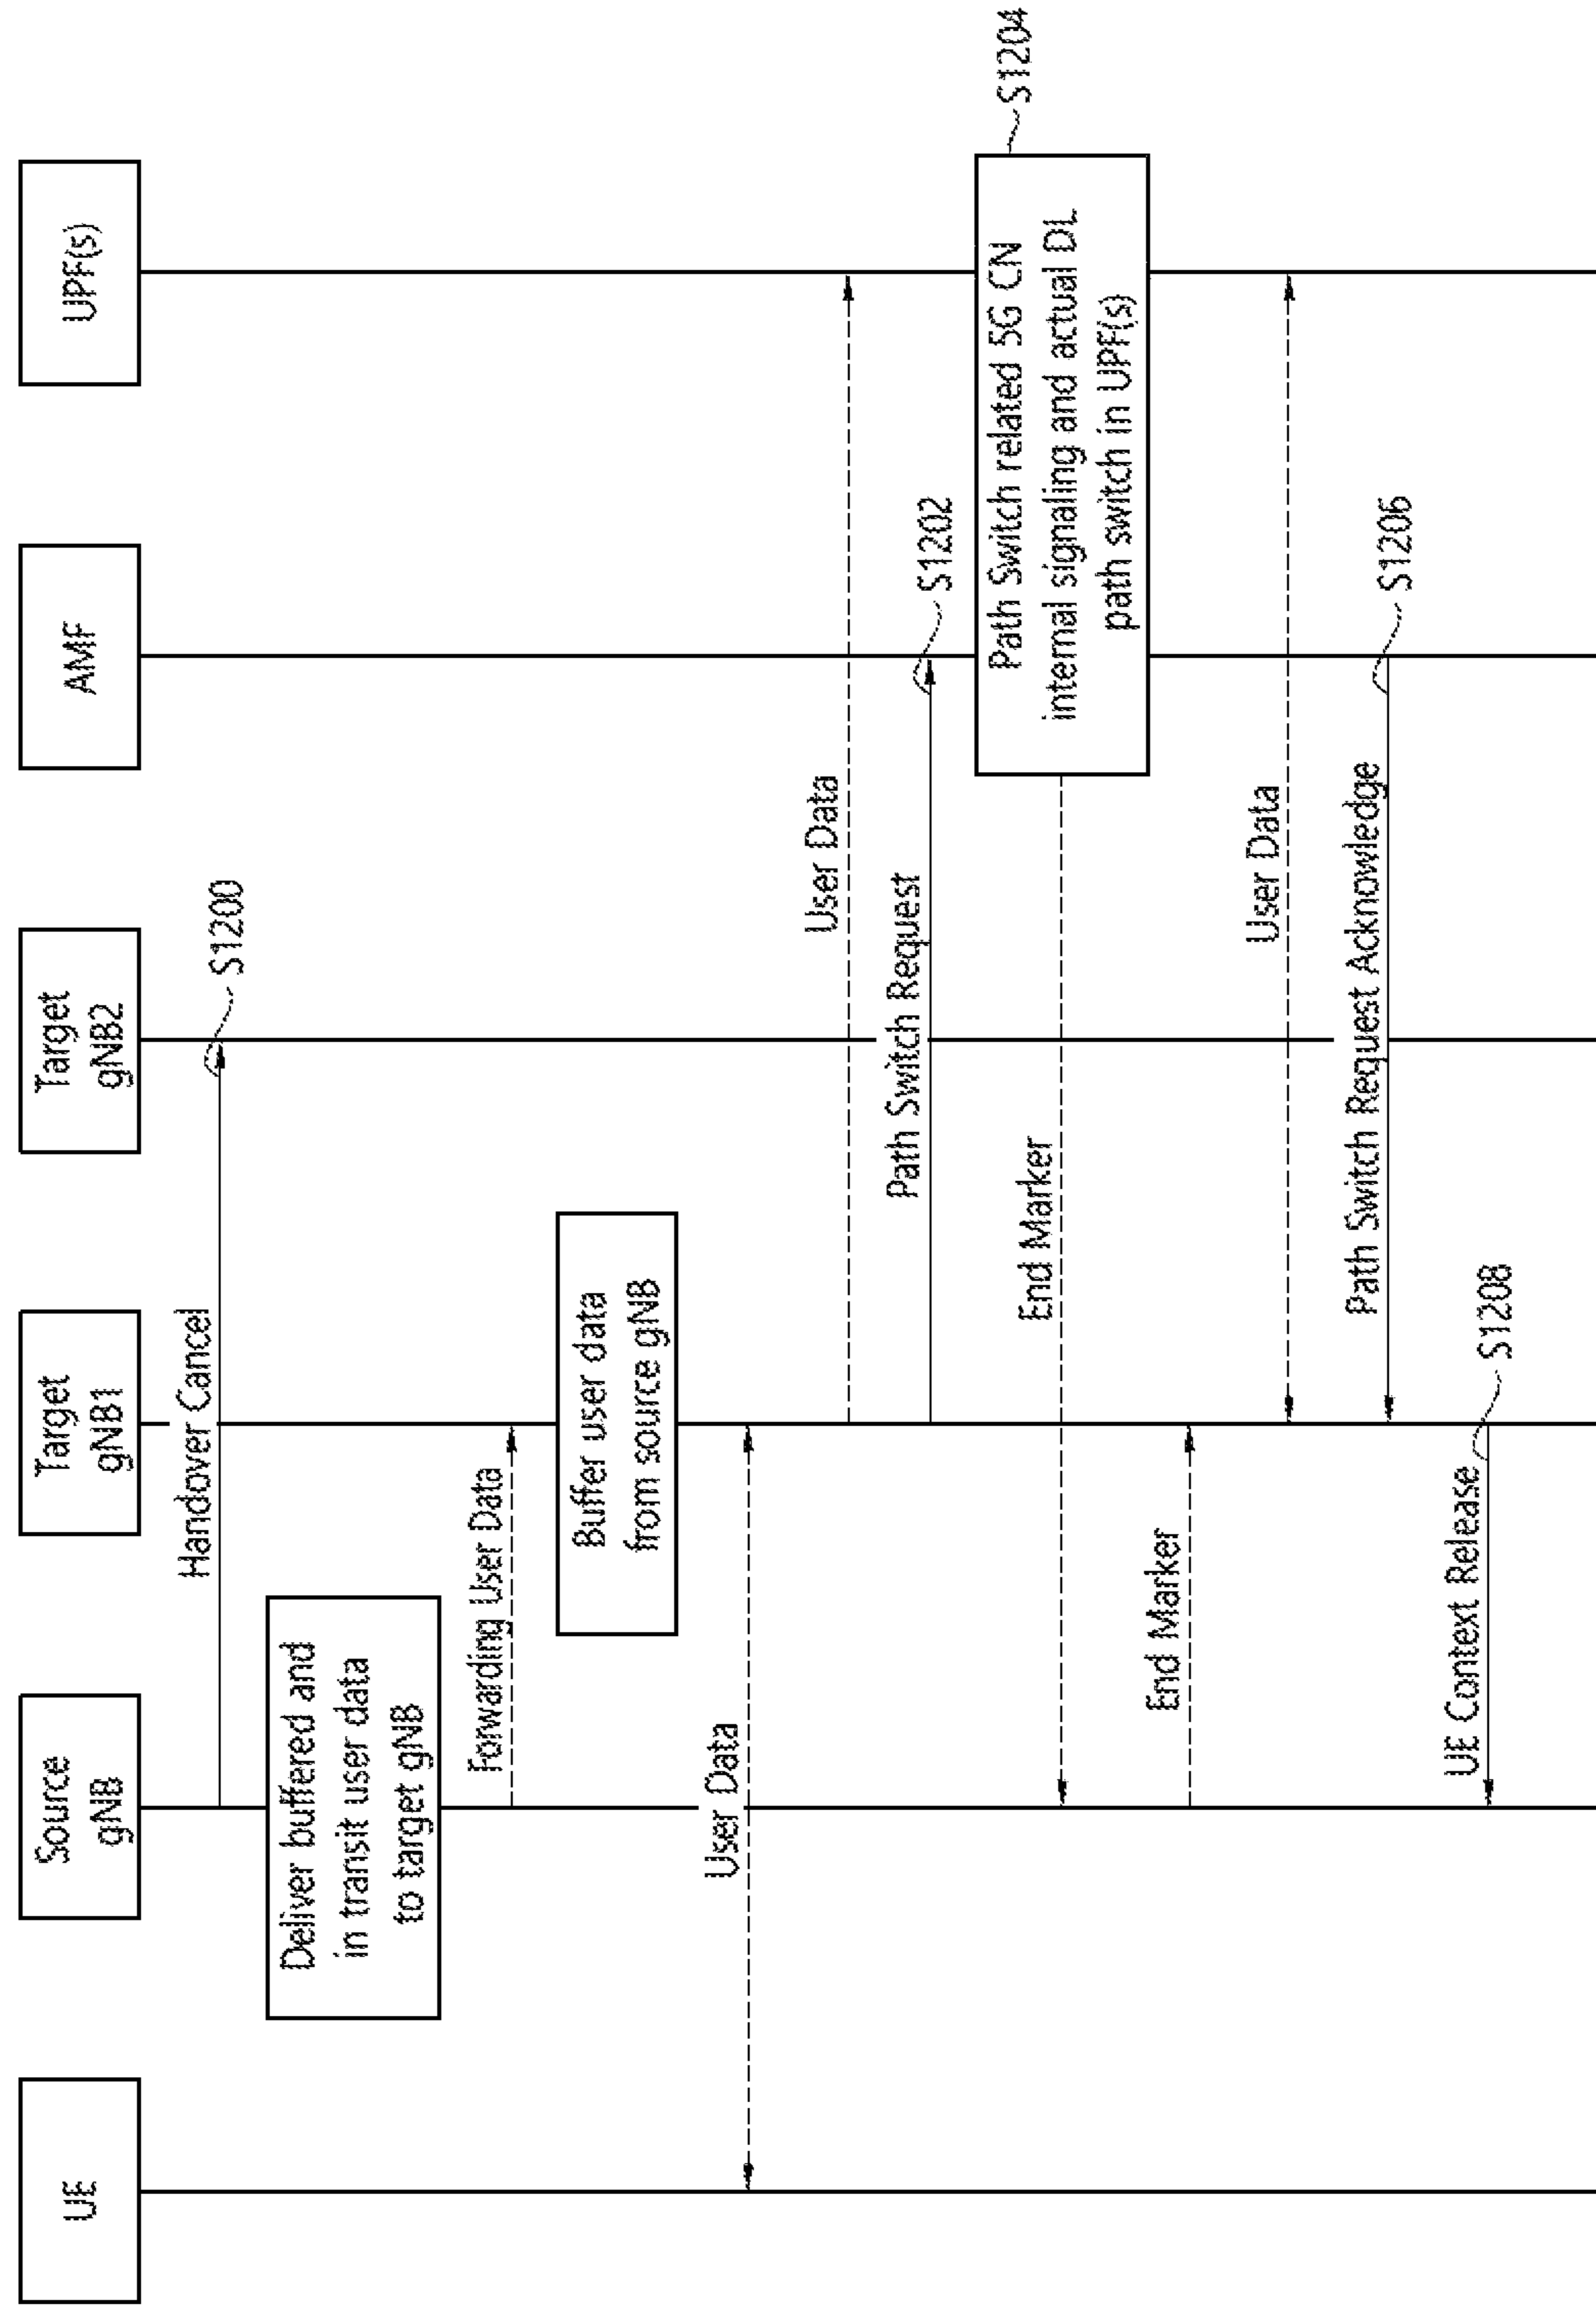 UE
Source
gNB
Target
gNB1
Target
gNB2
AMF
UPF(s)
Handover Cancel
S1200
Deliver buffered and
in transit user data
to target gNB
Forwarding User Data
Buffer user data
from source gNB
User Data
User Data
Path Switch Request
S1202
Path Switch related 5G CN
internal signaling and actual DL
path switch in UPF(s)
S1204
End Marker
End Marker
User Data
Path Switch Request Acknowledge
S1206
UE Context Release
S1208